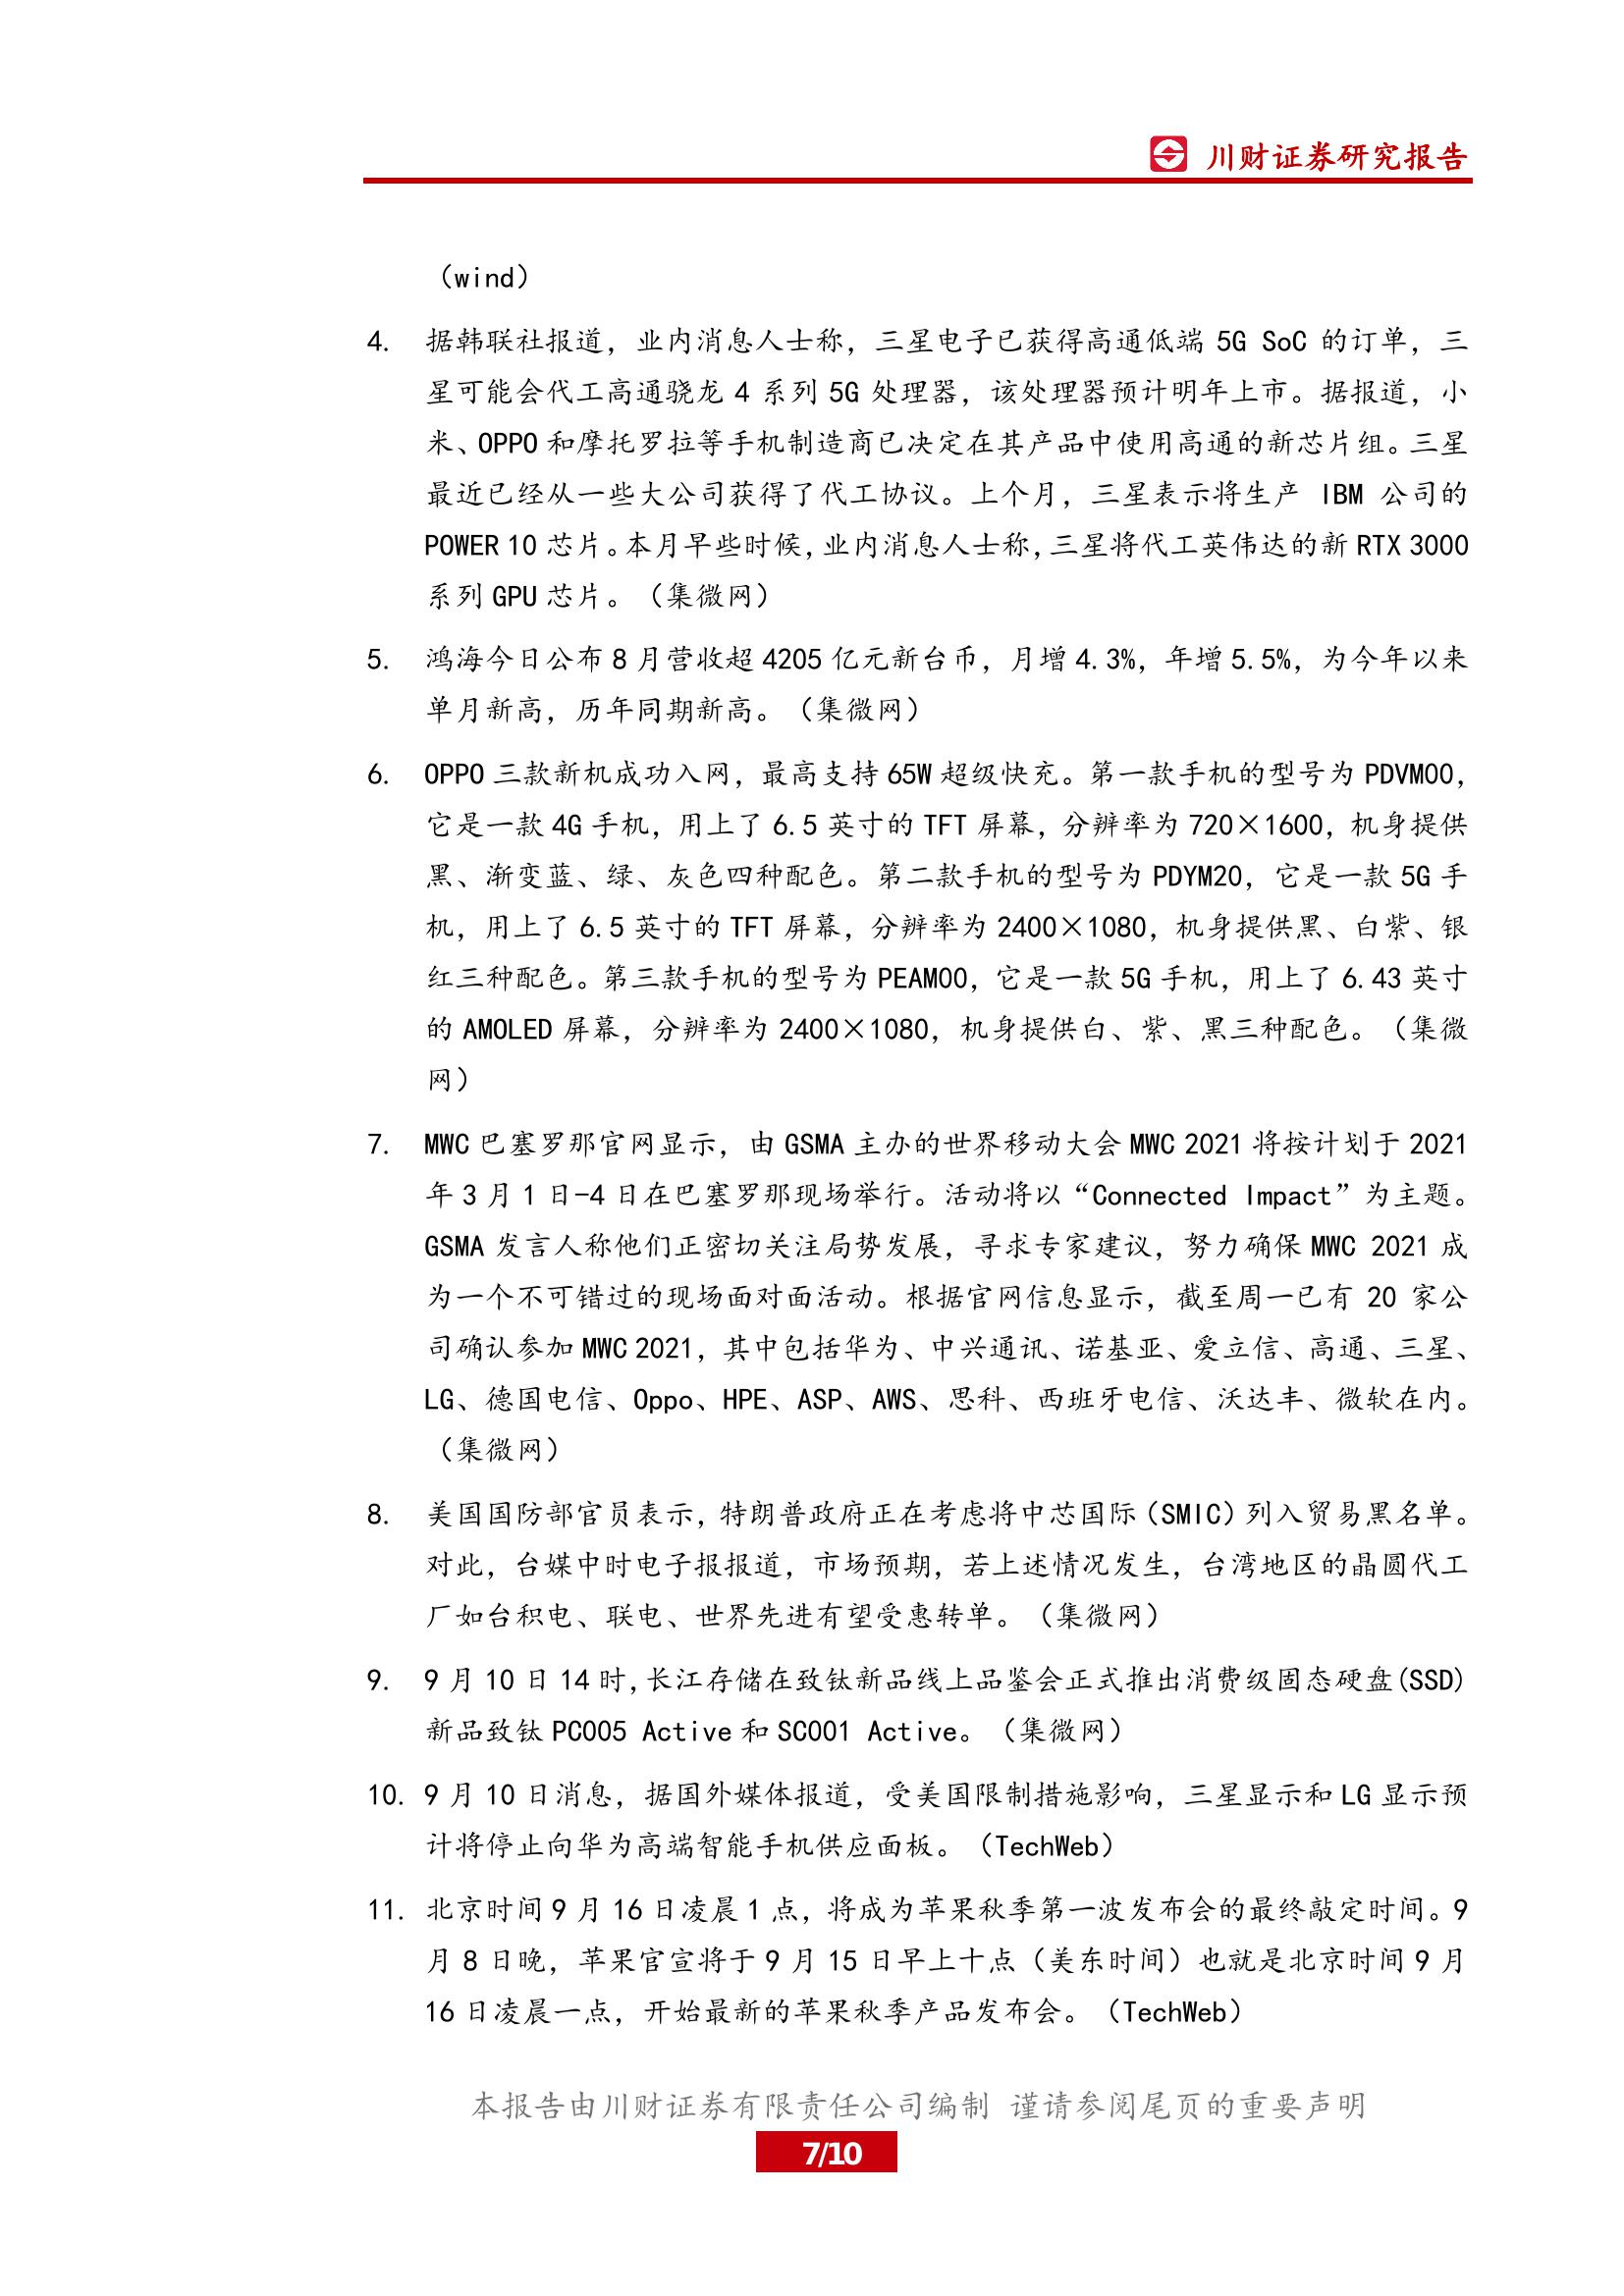 川财证券研究报告
（wind）
4. 据韩联社报道，业内消息人士称，三星电子已获得高通低端 5G SoC 的订单，三
星可能会代工高通骁龙 4 系列 5G 处理器，该处理器预计明年上市。据报道，小
米、OPPO 和摩托罗拉等手机制造商已决定在其产品中使用高通的新芯片组。三星
最近已经从一些大公司获得了代工协议。上个月，三星表示将生产 IBM 公司的
POWER 10 芯片。本月早些时候，业内消息人士称，三星将代工英伟达的新 RTX 3000
系列 GPU 芯片。（集微网）
5. 鸿海今日公布 8 月营收超 4205 亿元新台币，月增 4.3%，年增 5.5%，为今年以来
单月新高，历年同期新高。（集微网）
6. OPPO 三款新机成功入网，最高支持 65W 超级快充。第一款手机的型号为 PDVM00，
它是一款 4G 手机，用上了 6.5 英寸的 TFT 屏幕，分辨率为 720×1600，机身提供
黑、渐变蓝、绿、灰色四种配色。第二款手机的型号为 PDYM20，它是一款 5G 手
机，用上了 6.5 英寸的 TFT 屏幕，分辨率为 2400×1080，机身提供黑、白紫、银
红三种配色。第三款手机的型号为 PEAM00，它是一款 5G 手机，用上了 6.43 英寸
的 AMOLED 屏幕，分辨率为 2400×1080，机身提供白、紫、黑三种配色。（集微
网）
7. MWC 巴塞罗那官网显示，由 GSMA 主办的世界移动大会 MWC 2021 将按计划于 2021
年 3 月 1 日-4 日在巴塞罗那现场举行。活动将以“Connected Impact”为主题。
GSMA 发言人称他们正密切关注局势发展，寻求专家建议，努力确保 MWC 2021 成
为一个不可错过的现场面对面活动。根据官网信息显示，截至周一已有 20 家公
司确认参加 MWC 2021，其中包括华为、中兴通讯、诺基亚、爱立信、高通、三星、
LG、德国电信、Oppo、HPE、ASP、AWS、思科、西班牙电信、沃达丰、微软在内。
（集微网）
8. 美国国防部官员表示，特朗普政府正在考虑将中芯国际（SMIC）列入贸易黑名单。
对此，台媒中时电子报报道，市场预期，若上述情况发生，台湾地区的晶圆代工
厂如台积电、联电、世界先进有望受惠转单。（集微网）
9. 9 月 10 日 14 时，长江存储在致钛新品线上品鉴会正式推出消费级固态硬盘(SSD)
新品致钛 PC005 Active 和 SC001 Active。（集微网）
10. 9 月 10 日消息，据国外媒体报道，受美国限制措施影响，三星显示和 LG 显示预
计将停止向华为高端智能手机供应面板。（TechWeb）
11. 北京时间 9 月 16 日凌晨 1 点，将成为苹果秋季第一波发布会的最终敲定时间。9
月 8 日晚，苹果官宣将于 9 月 15 日早上十点（美东时间）也就是北京时间 9 月
16 日凌晨一点，开始最新的苹果秋季产品发布会。（TechWeb）
本报告由川财证券有限责任公司编制 谨请参阅尾页的重要声明
7/10